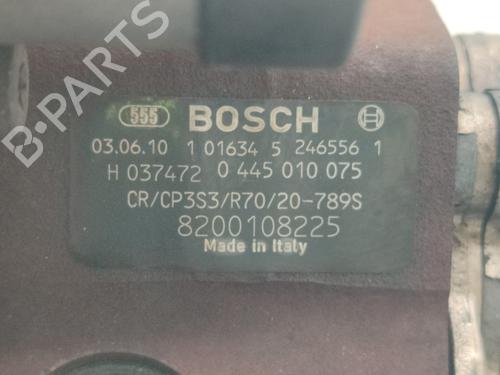 555 BOSCH
03.06.10 1 01634 5 246556 1
H 037472 0 445 010 075
CR/CP3S3/R70/20-789S
8200108225
Made in Italy
B-PARTS